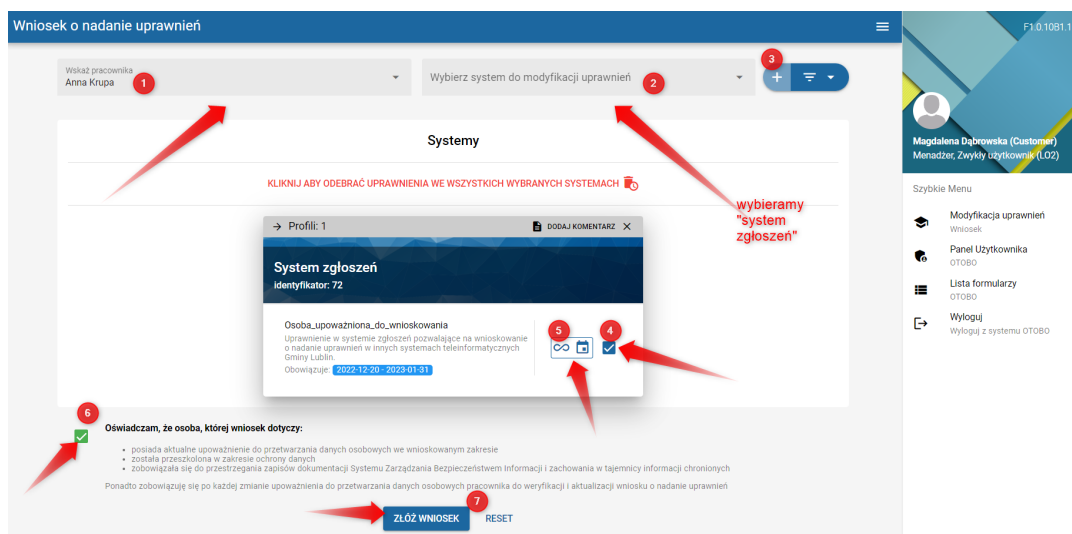 Wniosek o nadanie uprawnień
F1.0.10B1.1
Wskaż pracownika
Anna Krupa
1
Wybierz system do modyfikacji uprawnień
2
3
+
Magdalena Dąbrowska (Customer)
Menadżer, Zwykły użytkownik (LO2)
Systemy
KLIKNIJ ABY ODEBRAĆ UPRAWNIENIA WE WSZYSTKICH WYBRANYCH SYSTEMACH
wybieramy
"system
zgłoszeń"
Szybkie Menu
Modyfikacja uprawnień
Wniosek
Panel Użytkownika
OTOBO
Lista formularzy
OTOBO
Wyloguj
Wyloguj z systemu OTOBO
→ Profili: 1
DODAJ KOMENTARZ X
System zgłoszeń
identyfikator: 72
Osoba_upoważniona_do_wnioskowania
Uprawnienie w systemie zgłoszeń pozwalające na wnioskowanie
o nadanie uprawnień w innych systemach teleinformatycznych
Gminy Lublin.
Obowiązuje: 2022-12-20 - 2023-01-31
5
4
6
Oświadczam, że osoba, której wniosek dotyczy:
• posiada aktualne upoważnienie do przetwarzania danych osobowych we wnioskowanym zakresie
• została przeszkolona w zakresie ochrony danych
• zobowiązała się do przestrzegania zapisów dokumentacji Systemu Zarządzania Bezpieczeństwem Informacji i zachowania w tajemnicy informacji chronionych
Ponadto zobowiązuję się po każdej zmianie upoważnienia do przetwarzania danych osobowych pracownika do weryfikacji i aktualizacji wniosku o nadanie uprawnień
7
ZŁÓŻ WNIOSEK
RESET